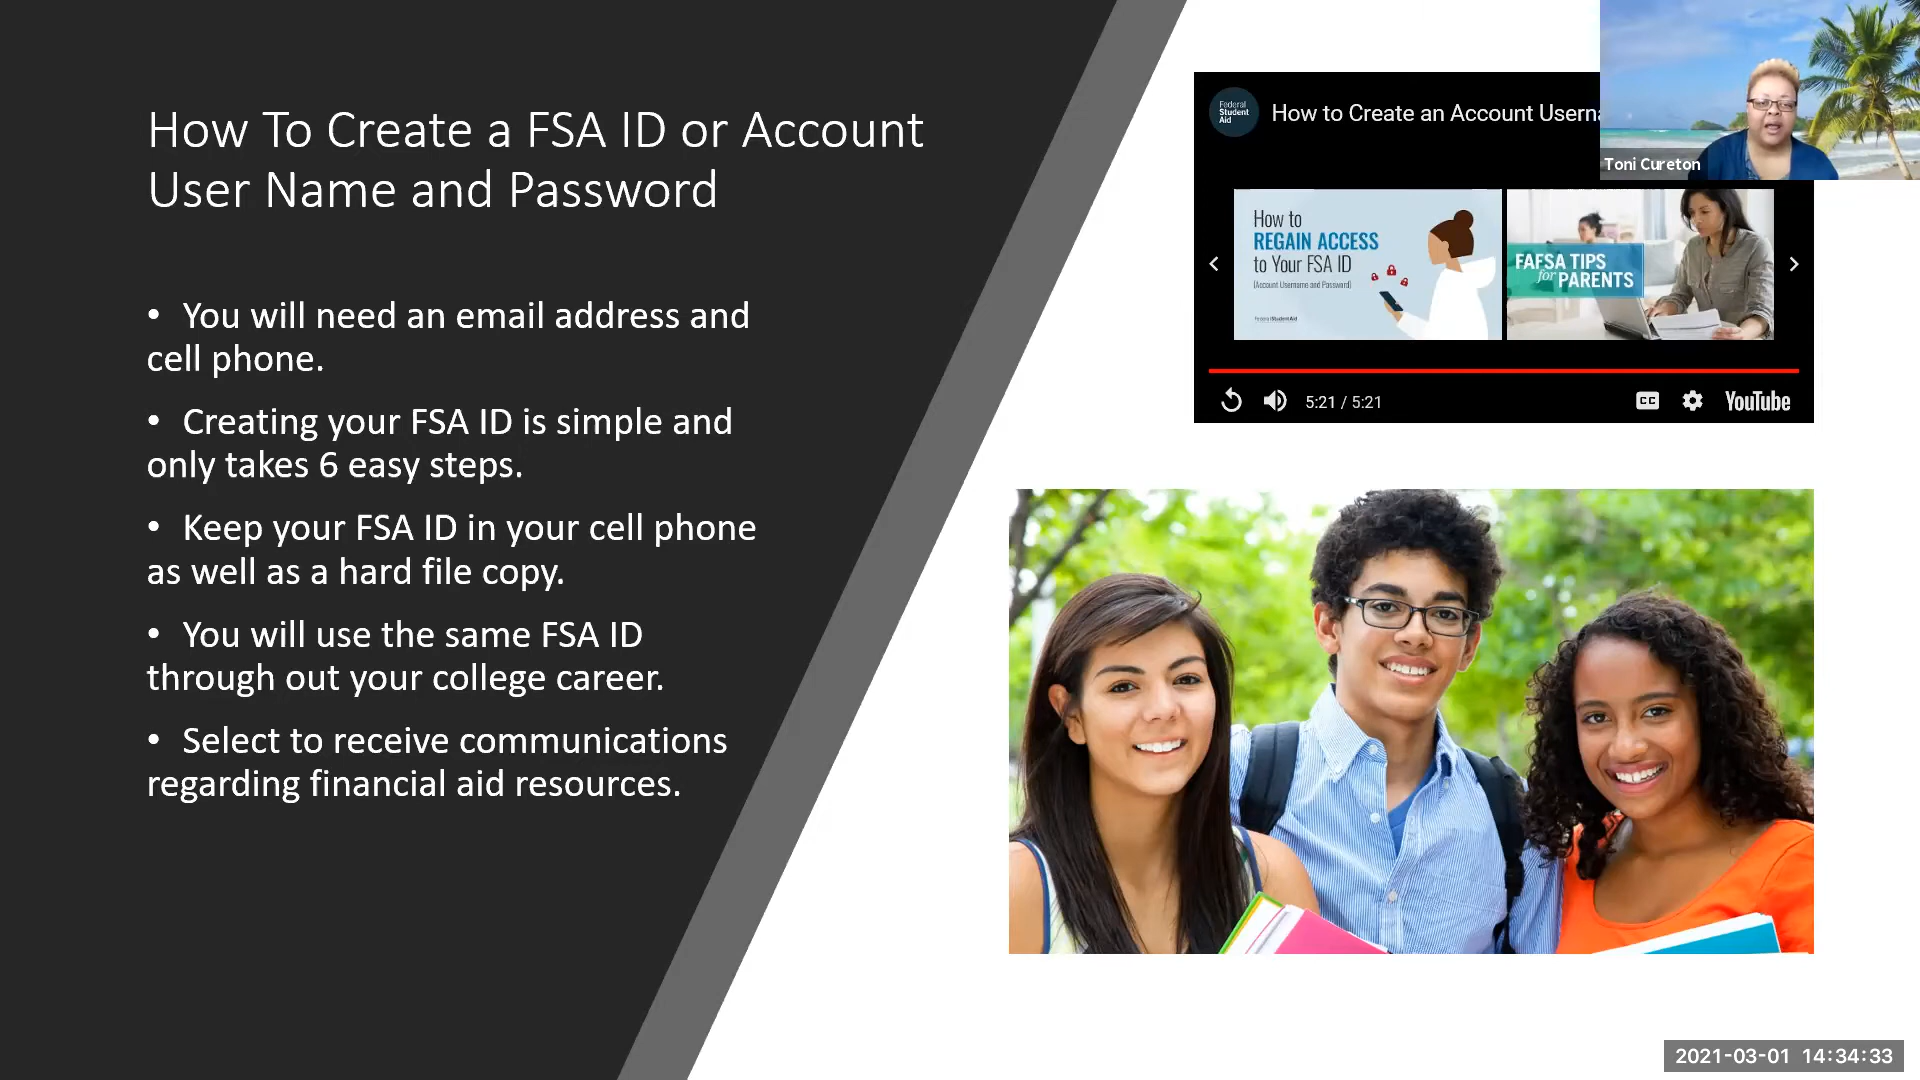 How To Create a FSA ID or Account
User Name and Password
• You will need an email address and
cell phone.
• Creating your FSA ID is simple and
only takes 6 easy steps.
• Keep your FSA ID in your cell phone
as well as a hard file copy.
• You will use the same FSA ID
through out your college career.
• Select to receive communications
regarding financial aid resources.
Federal
Student
Aid
How to Create an Account Userna
Toni Cureton
How to
REGAIN ACCESS
to Your FSA ID
(Account Username and Password)
Federal Student Aid
FAFSA TIPS
for PARENTS
5:21 / 5:21
CC
YouTube
2021-03-01 14:34:33